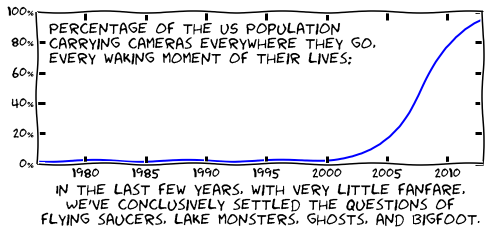 100%
PERCENTAGE OF THE US POPULATION
CARRYING CAMERAS EVERYWHERE THEY GO,
80%
EVERY WAKING MOMENT OF THEIR LIVES:
60%
40%
20%
0%
1980 1985 1990 1995 2000 2005 2010
IN THE LAST FEW YEARS, WITH VERY LITTLE FANFARE,
WE'VE CONCLUSIVELY SETTLED THE QUESTIONS OF
FLYING SAUCERS, LAKE MONSTERS, GHOSTS, AND BIGFOOT.